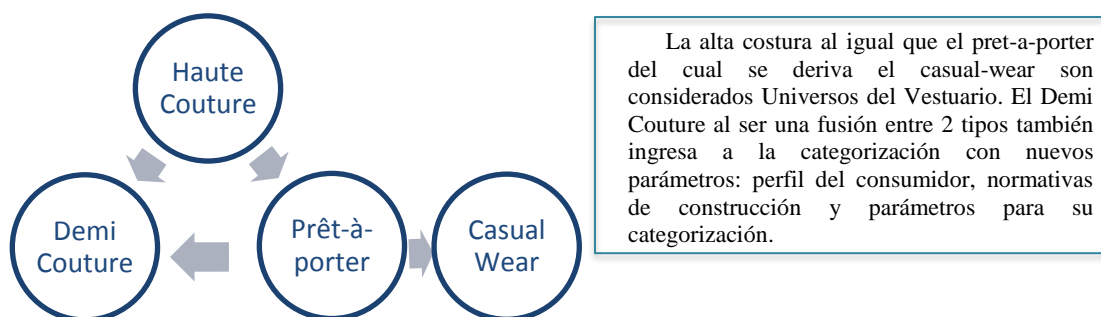 Haute
Couture
Demi
Couture
Prêt-à-
porter
Casual
Wear
La alta costura al igual que el pret-a-porter
del cual se deriva el casual-wear son
considerados Universos del Vestuario. El Demi
Couture al ser una fusión entre 2 tipos también
ingresa a la categorización con nuevos
parámetros: perfil del consumidor, normativas
de construcción y parámetros para su
categorización.